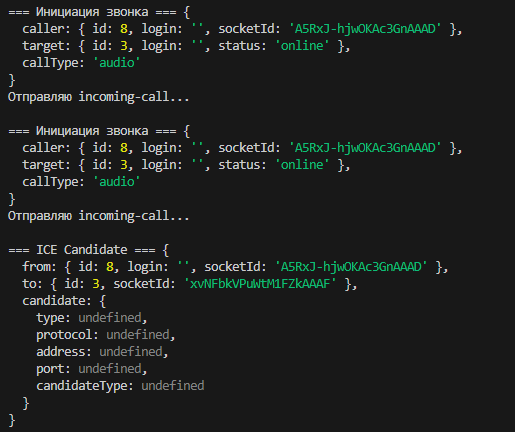 === Инициация звонка === {
  caller: { id: 8, login: '', socketId: 'A5RxJ-hjwOKAc3GnAAAD' },
  target: { id: 3, login: '', status: 'online' },
  callType: 'audio'
}
Отправляю incoming-call...

=== Инициация звонка === {
  caller: { id: 8, login: '', socketId: 'A5RxJ-hjwOKAc3GnAAAD' },
  target: { id: 3, login: '', status: 'online' },
  callType: 'audio'
}
Отправляю incoming-call...

=== ICE Candidate === {
  from: { id: 8, login: '', socketId: 'A5RxJ-hjwOKAc3GnAAAD' },
  to: { id: 3, socketId: 'xvNFbkVPuWtM1FZkAAAF' },
  candidate: {
    type: undefined,
    protocol: undefined,
    address: undefined,
    port: undefined,
    candidateType: undefined
  }
}